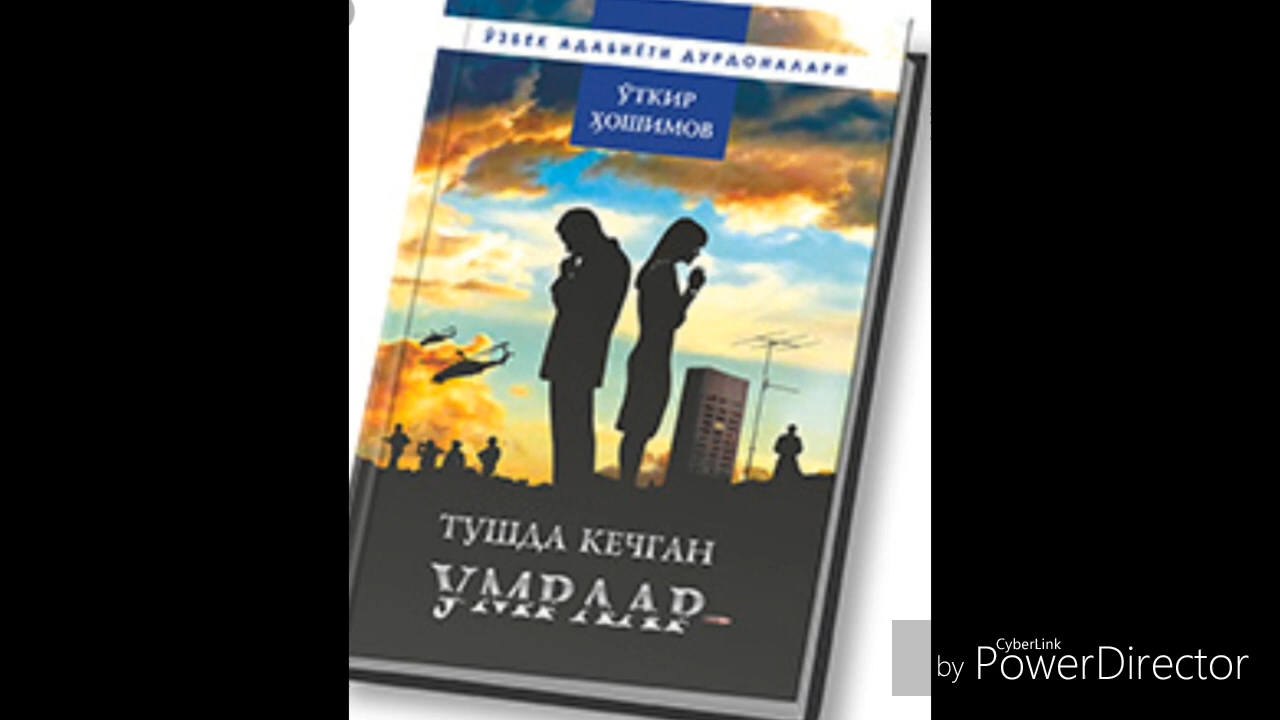 ЎЗБЕК АДАБИЁТИ ДУРДОНАЛАРИ
ЎТКИР
ҲОШИМОВ
ТУШДА КЕЧГАН
УМРЛАР
CyberLink
by PowerDirector